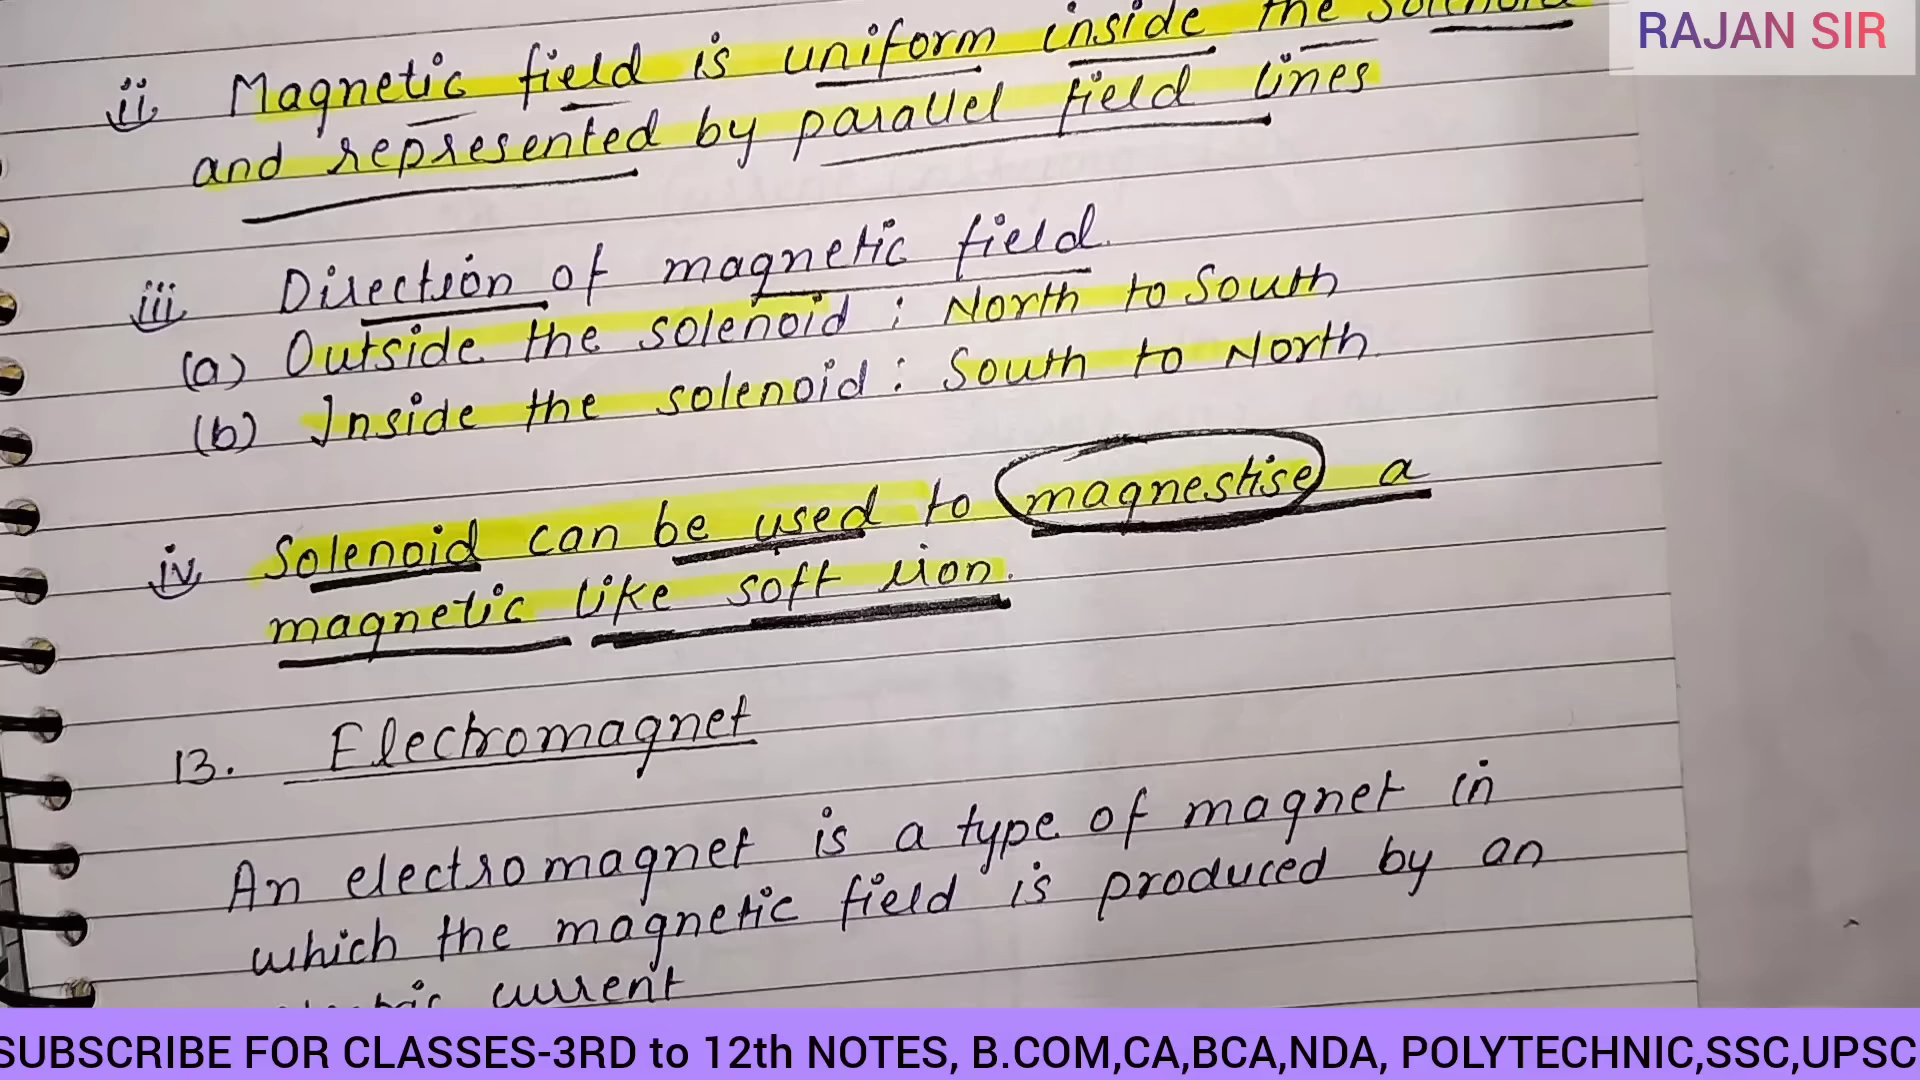 RAJAN SIR
ii, Magnetic field is uniform inside the solenoid
and represented by parallel field lines
iii, Direction of magnetic field.
(a) Outside the solenoid : North to South
(b) Inside the solenoid : South to North.
iv, Solenoid can be used to magnestise a
magnetic like soft iron.
13. Electromagnet
An electromagnet is a type of magnet in
which the magnetic field is produced by an
electric current
SUBSCRIBE FOR CLASSES-3RD to 12th NOTES, B.COM,CA,BCA,NDA, POLYTECHNIC,SSC,UPSC